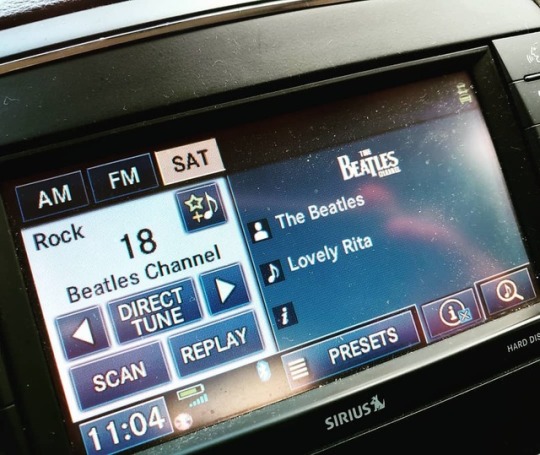 AM FM SAT
THE
BEATLES
CHANNEL
Rock
18
Beatles Channel
DIRECT
TUNE
SCAN
REPLAY
11:04
The Beatles
Lovely Rita
PRESETS
SIRIUS
HARD DIS